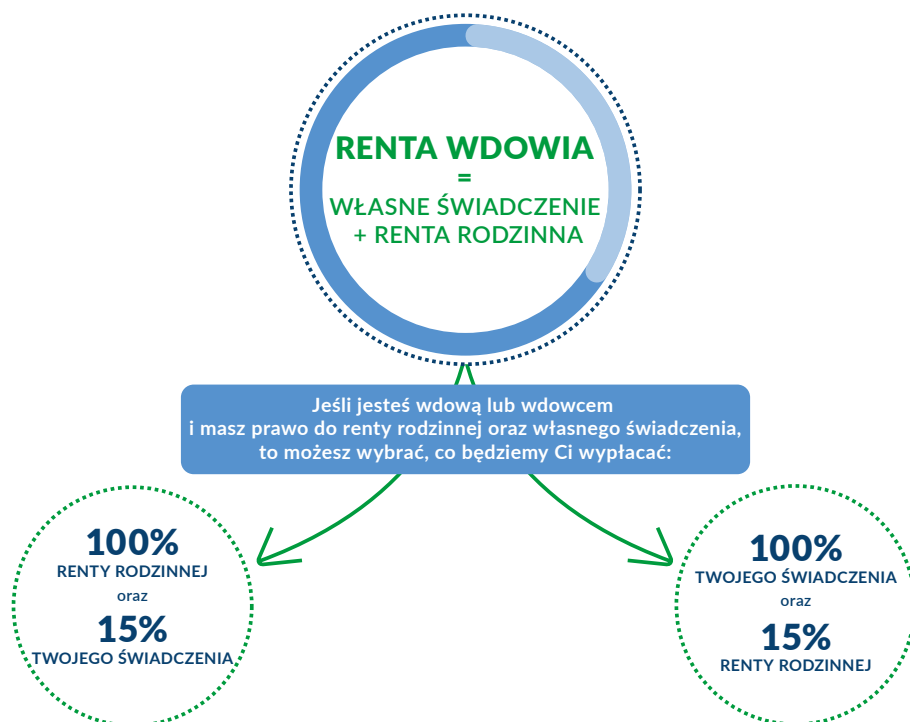 RENTA WDOWIA
=
WŁASNE ŚWIADCZENIE
+ RENTA RODZINNA
Jeśli jesteś wdową lub wdowcem
i masz prawo do renty rodzinnej oraz własnego świadczenia,
to możesz wybrać, co będziemy Ci wypłacać:
100%
RENTY RODZINNEJ
oraz
15%
TWOJEGO ŚWIADCZENIA
100%
TWOJEGO ŚWIADCZENIA
oraz
15%
RENTY RODZINNEJ